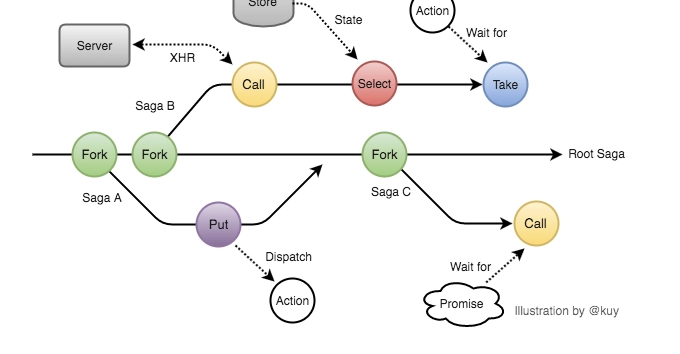 Store
Action
State
Wait for
Server
XHR
Call
Select
Take
Saga B
Fork
Fork
Fork
Root Saga
Saga A
Saga C
Put
Call
Dispatch
Wait for
Action
Promise
Illustration by @kuy